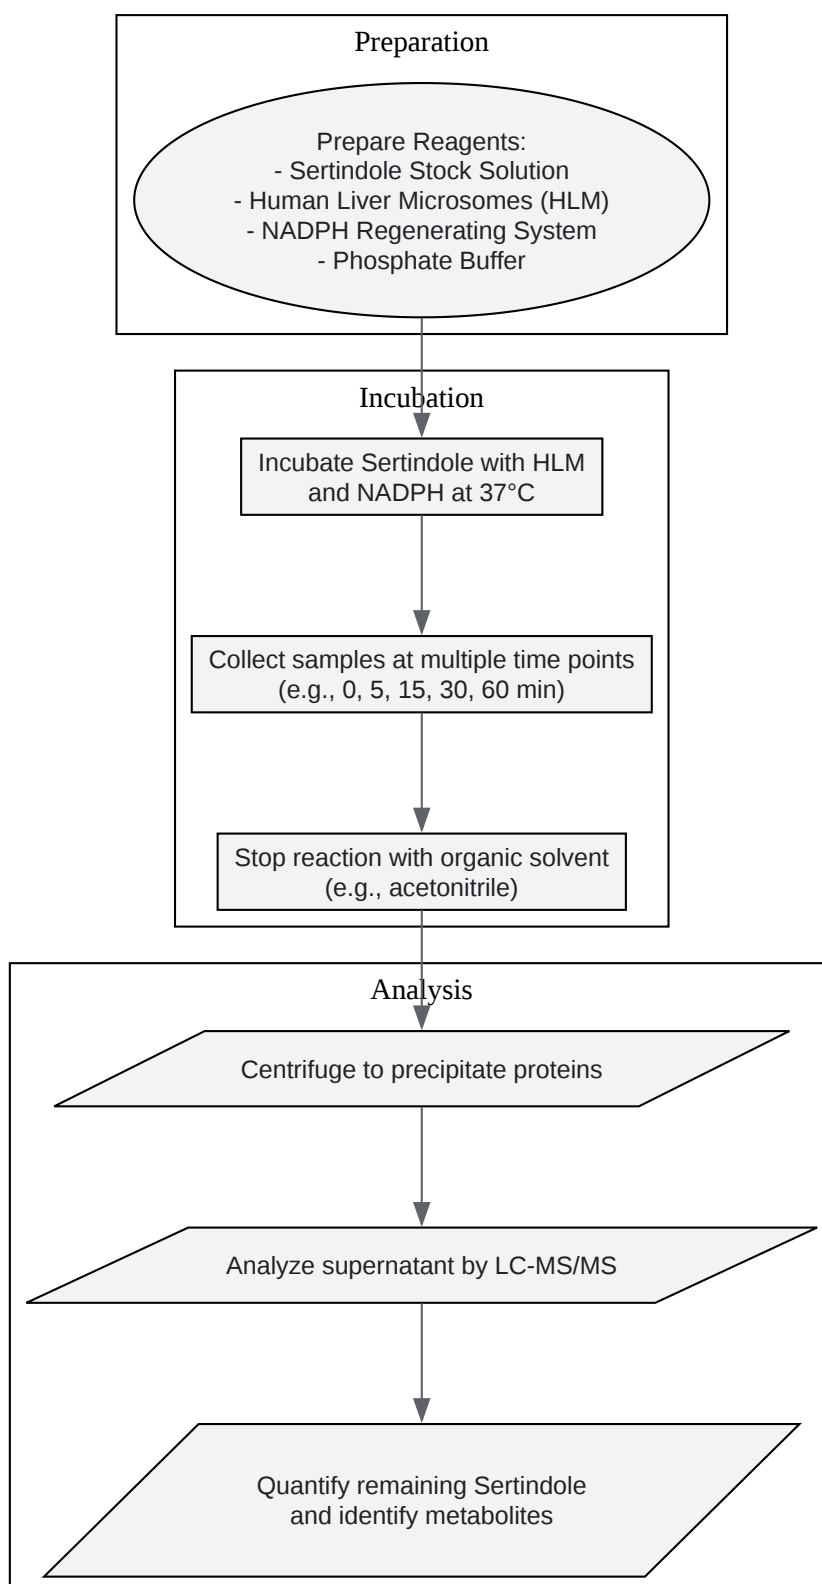 Preparation
Prepare Reagents:
- Sertindole Stock Solution
- Human Liver Microsomes (HLM)
- NADPH Regenerating System
- Phosphate Buffer
Incubation
Incubate Sertindole with HLM
and NADPH at 37°C
Collect samples at multiple time points
(e.g., 0, 5, 15, 30, 60 min)
Stop reaction with organic solvent
(e.g., acetonitrile)
Analysis
Centrifuge to precipitate proteins
Analyze supernatant by LC-MS/MS
Quantify remaining Sertindole
and identify metabolites